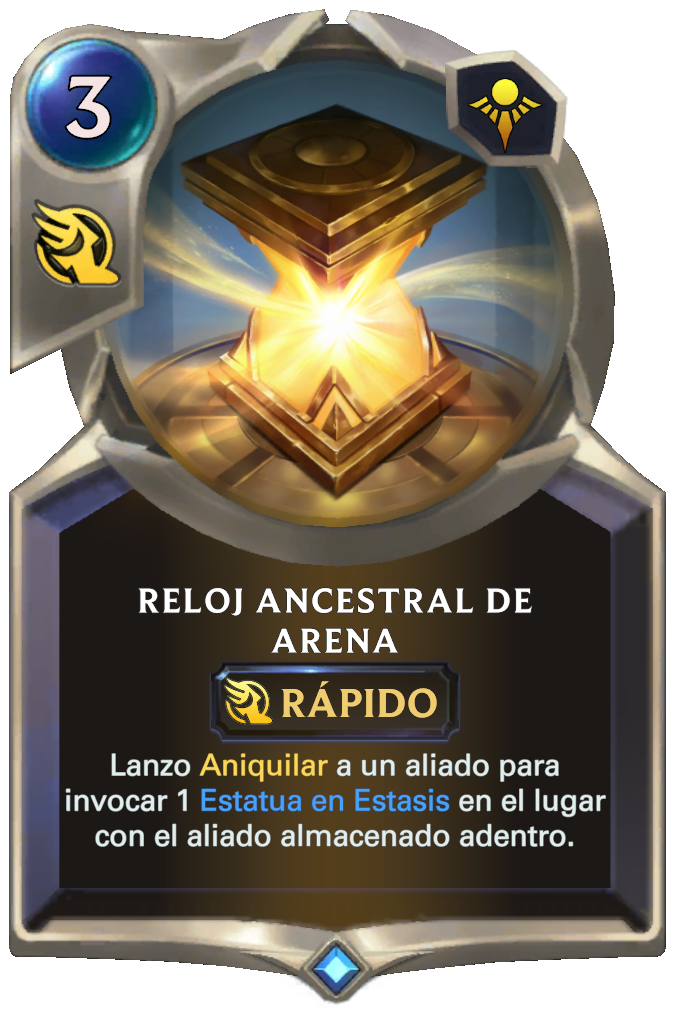 3
RELOJ ANCESTRAL DE
ARENA
RÁPIDO
Lanzo Aniquilar a un aliado para
invocar 1 Estatua en Estasis en el lugar
con el aliado almacenado adentro.